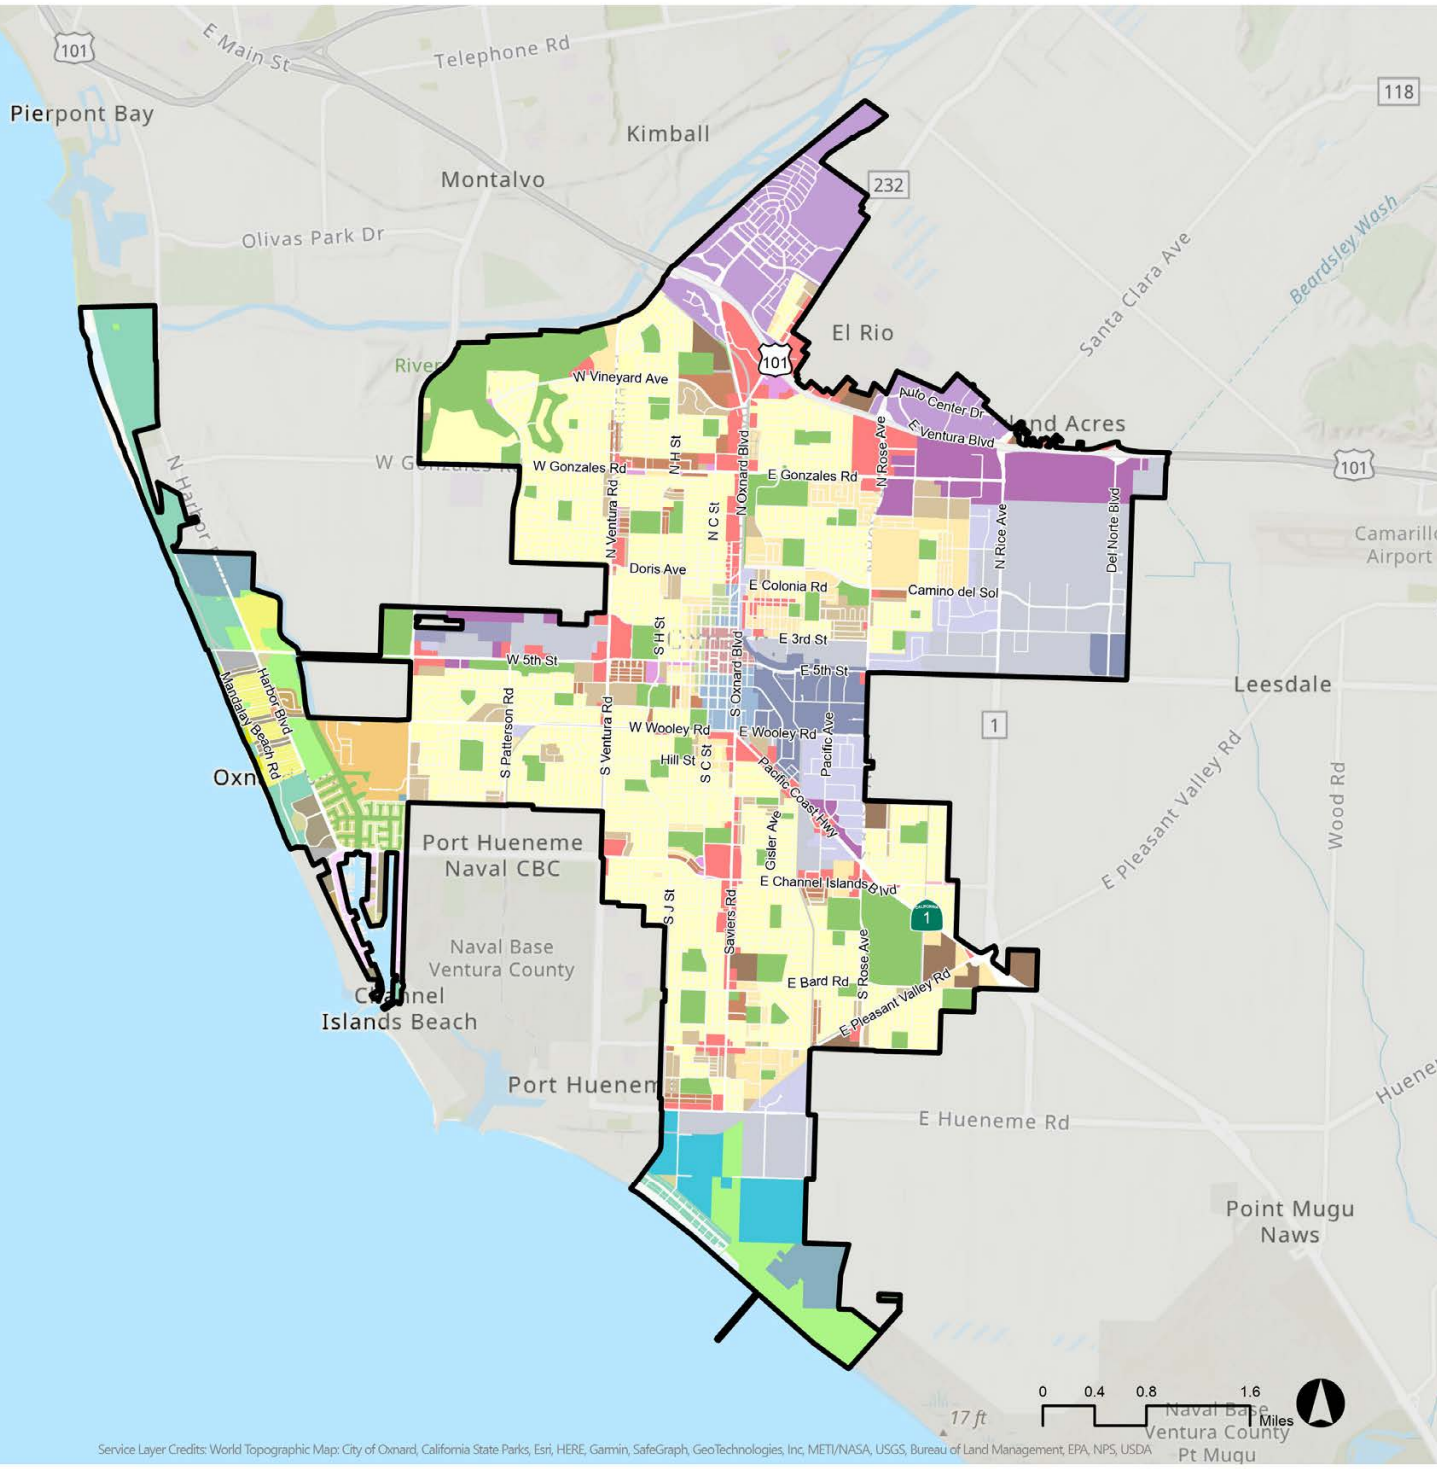 101
E Main St
Telephone Rd
118
Pierpont Bay
Kimball
Montalvo
232
Olivas Park Dr
Beardsley Wash
Santa Clara Ave
El Rio
101
River
W Vineyard Ave
Auto Center Dr
land Acres
E Ventura Blvd
N Oxnard Blvd
N Rose Ave
N H St
W Gonzales Rd
E Gonzales Rd
101
N Harbor
N Ventura Rd
N C St
N Rice Ave
Del Norte Blvd
Camarillo
Airport
Doris Ave
E Colonia Rd
Camino del Sol
S H St
E 3rd St
W 5th St
E 5th St
S Oxnard Blvd
Leesdale
Harbor Blvd
Mandalay Beach Rd
S Patterson Rd
S Ventura Rd
W Wooley Rd
E Wooley Rd
Pacific Ave
1
Hill St
S C St
Oxn
Pacific Coast Hwy
E Pleasant Valley Rd
Wood Rd
Port Hueneme
Naval CBC
Gisler Ave
E Channel Islands Blvd
S J St
Saviers Rd
CALIFORNIA
1
Naval Base
Ventura County
S Rose Ave
E Bard Rd
E Pleasant Valley Rd
Channel
Islands Beach
Port Huenem
E Hueneme Rd
Huene
Point Mugu
Naws
0 0.4 0.8 1.6
Miles
17 ft
Naval Base
Ventura County
Pt Mugu
Service Layer Credits: World Topographic Map: City of Oxnard, California State Parks, Esri, HERE, Garmin, SafeGraph, GeoTechnologies, Inc, METI/NASA, USGS, Bureau of Land Management, EPA, NPS, USDA